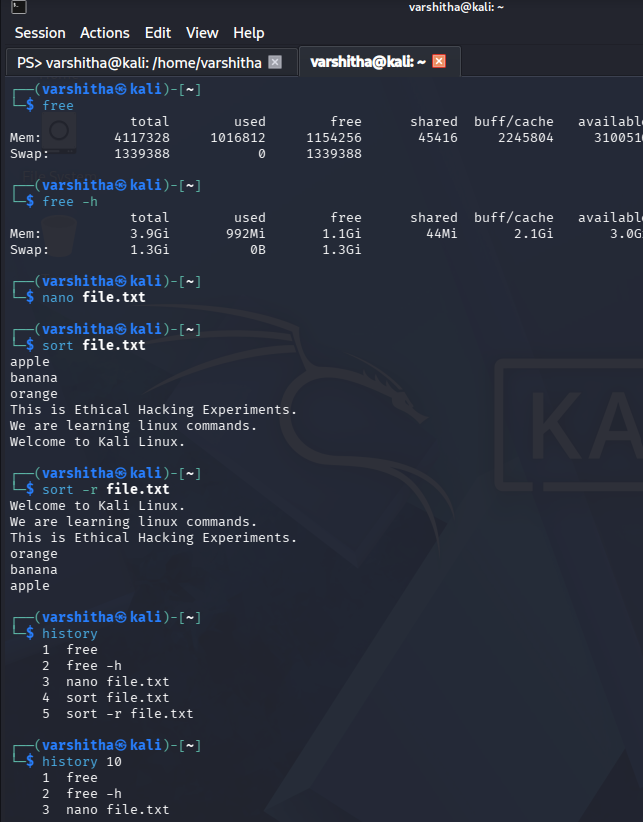 varshitha@kali: ~
Session Actions Edit View Help
PS> varshitha@kali: /home/varshitha varshitha@kali: ~
┌──(varshitha㉿kali)-[~]
└─$ free
total used free shared buff/cache available
Mem: 4117328 1016812 1154256 45416 2245804 3100516
Swap: 1339388 0 1339388
┌──(varshitha㉿kali)-[~]
└─$ free -h
total used free shared buff/cache available
Mem: 3.9Gi 992Mi 1.1Gi 44Mi 2.1Gi 3.0G
Swap: 1.3Gi 0B 1.3Gi
┌──(varshitha㉿kali)-[~]
└─$ nano file.txt
┌──(varshitha㉿kali)-[~]
└─$ sort file.txt
apple
banana
orange
This is Ethical Hacking Experiments.
We are learning linux commands.
Welcome to Kali Linux.
┌──(varshitha㉿kali)-[~]
└─$ sort -r file.txt
Welcome to Kali Linux.
We are learning linux commands.
This is Ethical Hacking Experiments.
orange
banana
apple
┌──(varshitha㉿kali)-[~]
└─$ history
1 free
2 free -h
3 nano file.txt
4 sort file.txt
5 sort -r file.txt
┌──(varshitha㉿kali)-[~]
└─$ history 10
1 free
2 free -h
3 nano file.txt
KA